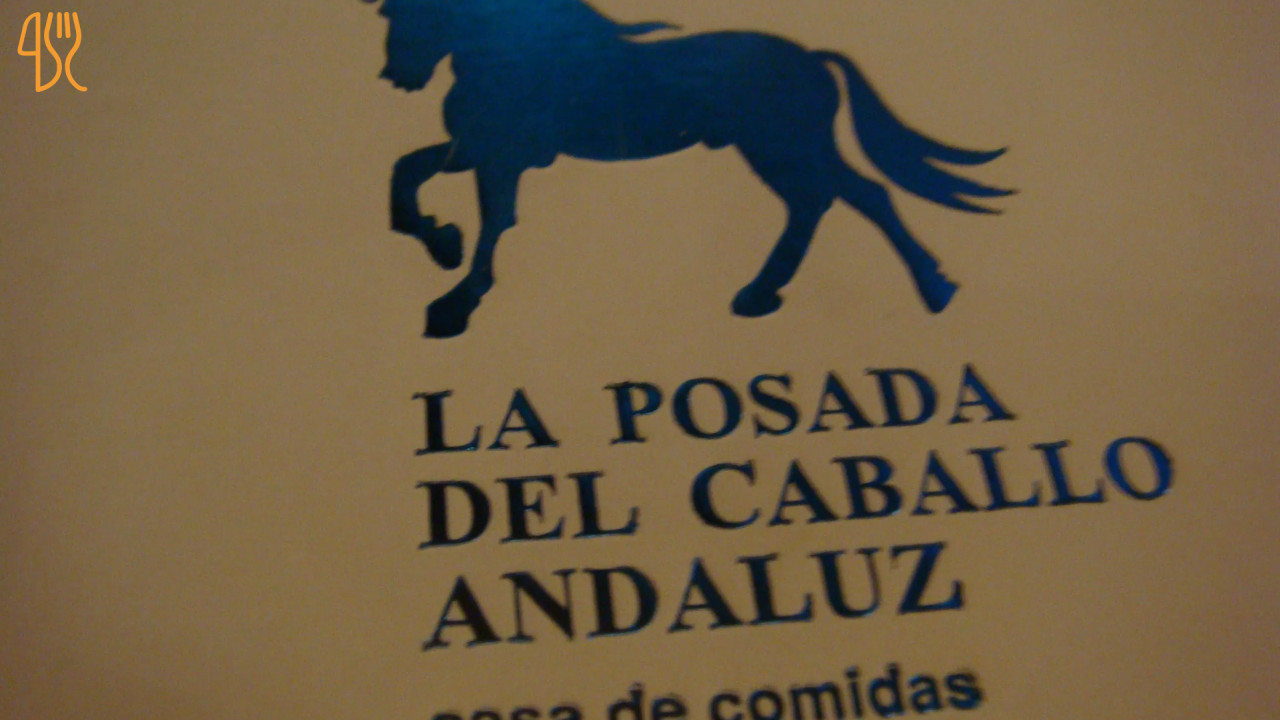 LA POSADA
DEL CABALLO
ANDALUZ
casa de comidas